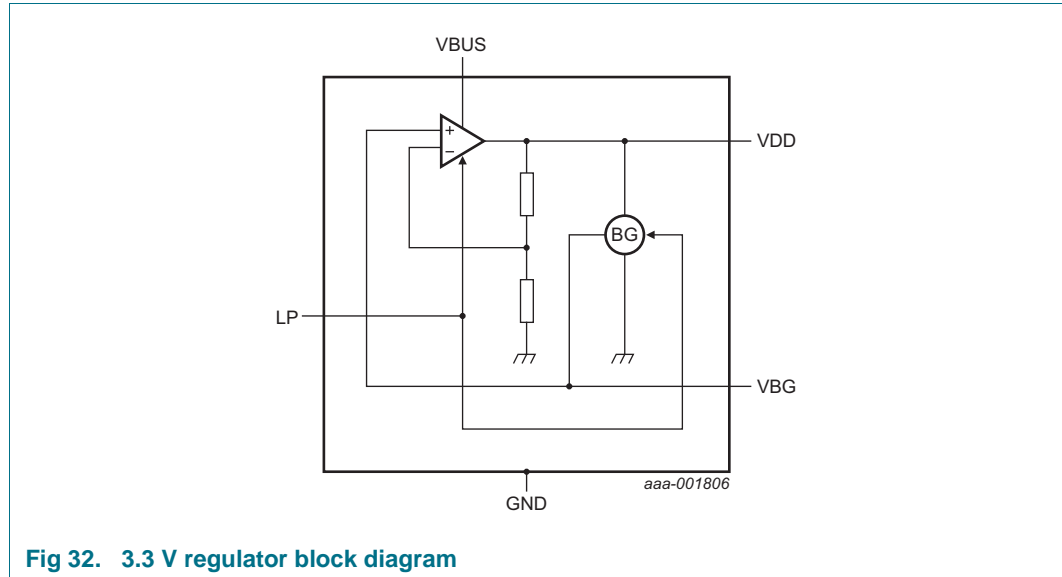 VBUS
+
−
VDD
BG
LP
VBG
aaa-001806
GND
Fig 32. 3.3 V regulator block diagram